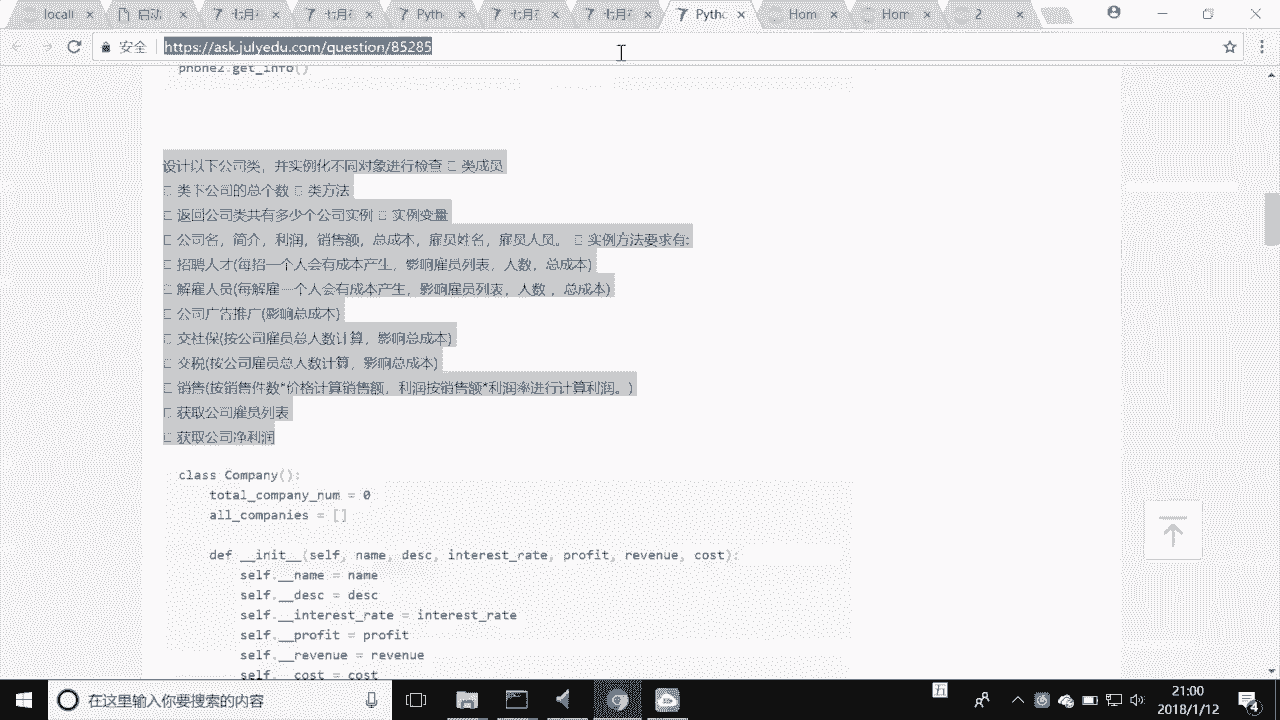 locall
启动
七月在
七月在
Pyth
七月在
七月在
Pyth
Hom
Hom
2
安全
https://ask.julyedu.com/question/85285
phone2.get_info()
设计以下公司类，并实例化不同对象进行检查 □ 类成员
□ 类下公司的总个数 □ 类方法
□ 返回公司类共有多少个公司实例 □ 实例变量
□ 公司名，简介，利润，销售额，总成本，雇员姓名，雇员人员。 □ 实例方法要求有:
□ 招聘人才(每招一个人会有成本产生，影响雇员列表，人数，总成本)
□ 解雇人员(每解雇一个人会有成本产生，影响雇员列表，人数 ，总成本)
□ 公司广告推广(影响总成本)
□ 交社保(按公司雇员总人数计算，影响总成本)
□ 交税(按公司雇员总人数计算，影响总成本)
□ 销售(按销售件数*价格计算销售额，利润按销售额*利润率进行计算利润。)
□ 获取公司雇员列表
□ 获取公司净利润
class Company():
total_company_num = 0
all_companies = []
def __init__(self, name, desc, interest_rate, profit, revenue, cost):
self.__name = name
self.__desc = desc
self.__interest_rate = interest_rate
self.__profit = profit
self.__revenue = revenue
self.__cost = cost
在这里输入你要搜索的内容
五
21:00
2018/1/12